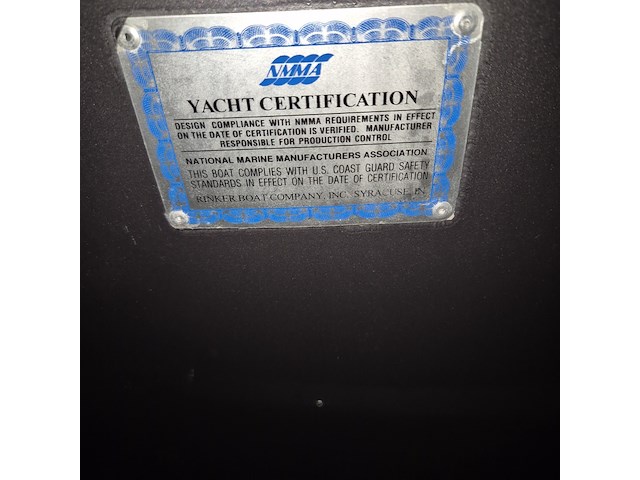 NMMA
YACHT CERTIFICATION
DESIGN COMPLIANCE WITH NMMA REQUIREMENTS IN EFFECT
ON THE DATE OF CERTIFICATION IS VERIFIED. MANUFACTURER
RESPONSIBLE FOR PRODUCTION CONTROL
NATIONAL MARINE MANUFACTURERS ASSOCIATION
THIS BOAT COMPLIES WITH U.S. COAST GUARD SAFETY
STANDARDS IN EFFECT ON THE DATE OF CERTIFICATION
RINKER BOAT COMPANY, INC. SYRACUSE, IN